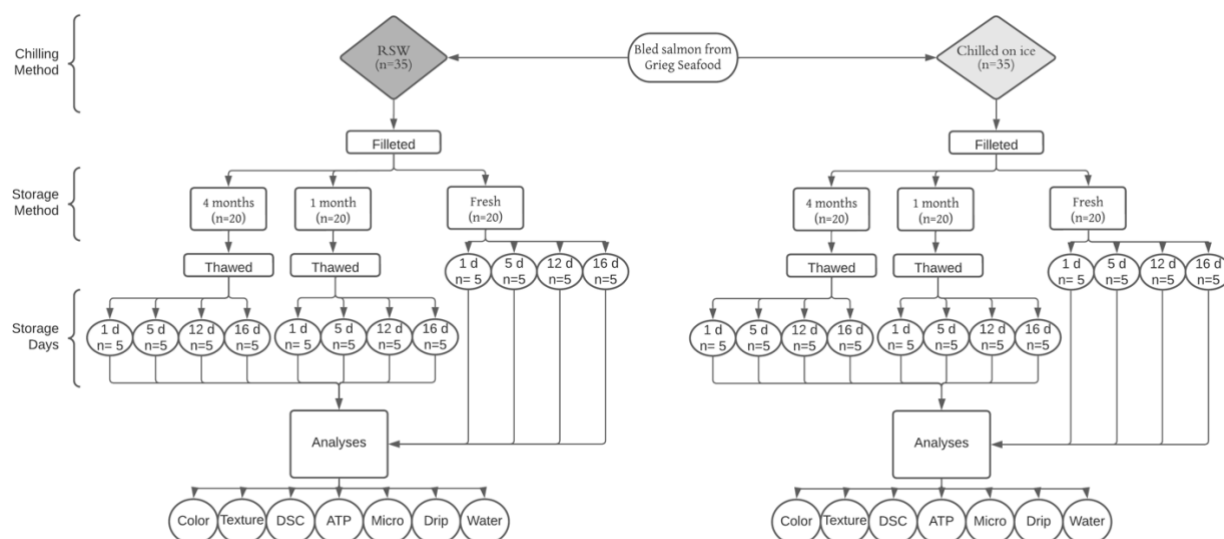 Chilling
Method
RSW
(n=35)
Bled salmon from
Grieg Seafood
Chilled on ice
(n=35)
Filleted
Filleted
Storage
Method
4 months
(n=20)
1 month
(n=20)
Fresh
(n=20)
4 months
(n=20)
1 month
(n=20)
Fresh
(n=20)
Thawed
Thawed
1 d
n= 5
5 d
n=5
12 d
n=5
16 d
n=5
Thawed
Thawed
1 d
n= 5
5 d
n=5
12 d
n=5
16 d
n=5
Storage
Days
1 d
n= 5
5 d
n=5
12 d
n=5
16 d
n=5
1 d
n= 5
5 d
n=5
12 d
n=5
16 d
n=5
1 d
n= 5
5 d
n=5
12 d
n=5
16 d
n=5
1 d
n= 5
5 d
n=5
12 d
n=5
16 d
n=5
Analyses
Analyses
Color
Texture
DSC
ATP
Micro
Drip
Water
Color
Texture
DSC
ATP
Micro
Drip
Water